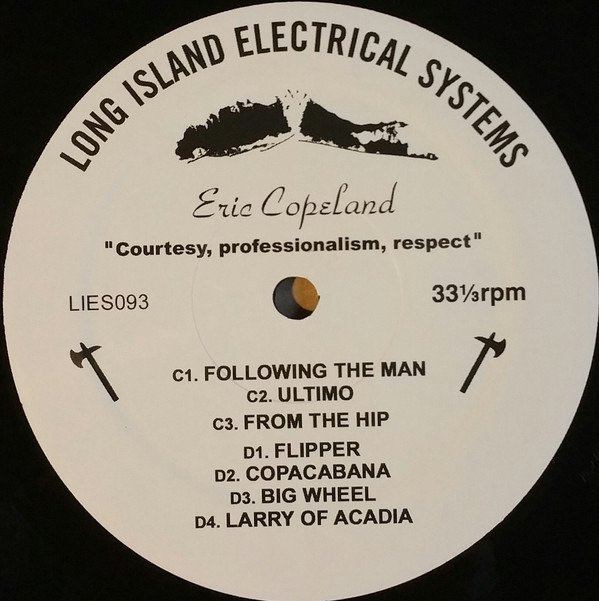 LONG ISLAND ELECTRICAL SYSTEMS
Eric Copeland
"Courtesy, professionalism, respect"
LIES093
33⅓rpm
C1. FOLLOWING THE MAN
C2. ULTIMO
C3. FROM THE HIP
D1. FLIPPER
D2. COPACABANA
D3. BIG WHEEL
D4. LARRY OF ACADIA